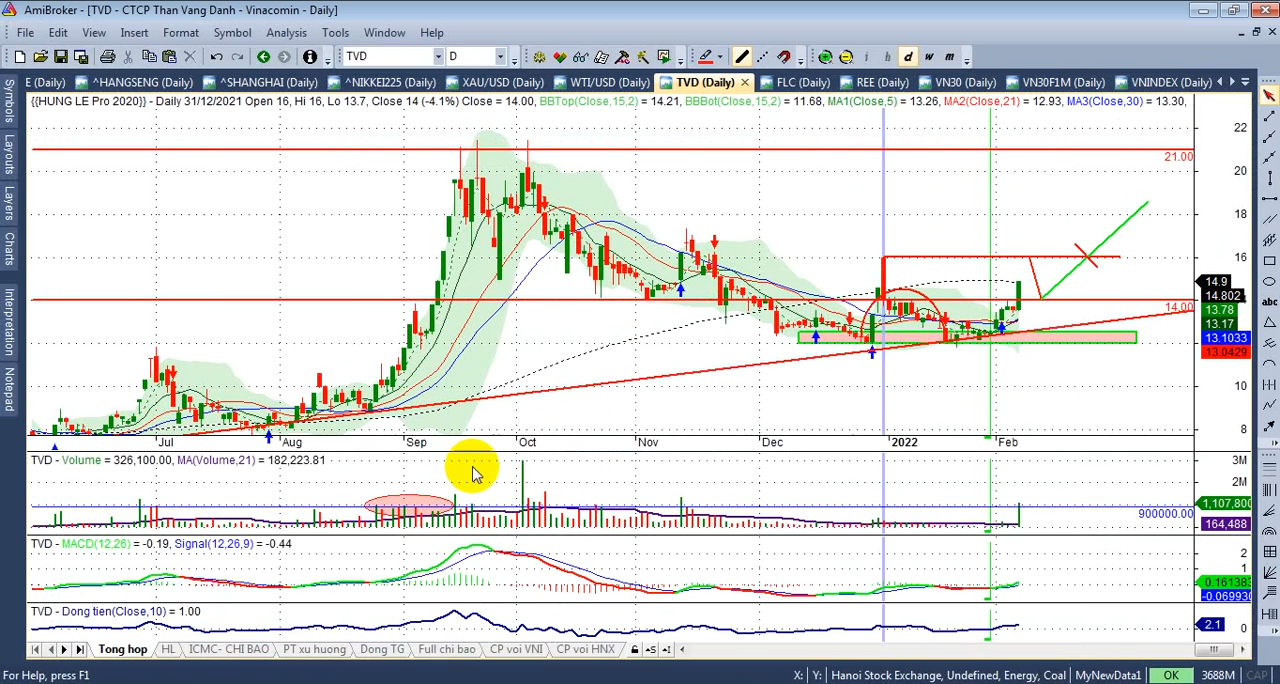 AmiBroker - [TVD - CTCP Than Vang Danh - Vinacomin - Daily]
File Edit View Insert Format Symbol Analysis Tools Window Help
TVD D i h d w m
E (Daily) ^HANGSENG (Daily) ^SHANGHAI (Daily) ^NIKKEI225 (Daily) XAU/USD (Daily) WTI/USD (Daily) TVD (Daily) FLC (Daily) REE (Daily) VN30 (Daily) VN30F1M (Daily) VNINDEX (Daily)
Symbols
Layouts
Layers
Charts
Interpretation
Notepad
abc
{{HUNG LE Pro 2020}} - Daily 31/12/2021 Open 16, Hi 16, Lo 13.7, Close 14 (-4.1%) Close = 14.00, BBTop(Close,15,2) = 14.21, BBBot(Close,15,2) = 11.68, MA1(Close,5) = 13.26, MA2(Close,21) = 12.93, MA3(Close,30) = 13.30,
22
21.00
20
18
16
14.9
14.802
14.00
13.78
13.17
13.1033
13.0429
10
8
Jul Aug Sep Oct Nov Dec 2022 Feb
TVD - Volume = 326,100.00, MA(Volume,21) = 182,223.81
3M
2M
1,107,800
900000.00
164,488
TVD - MACD(12,26) = -0.19, Signal(12,26,9) = -0.44
2
1
0.161383
-0.069930
TVD - Dong tien(Close,10) = 1.00
2.1
0
Tong hop HL ICMC- CHI BAO PT xu huong Dong TG Full chi bao CP voi VNI CP voi HNX
For Help, press F1 X: Y: Hanoi Stock Exchange, Undefined, Energy, Coal MyNewData1 OK 3688M CAP